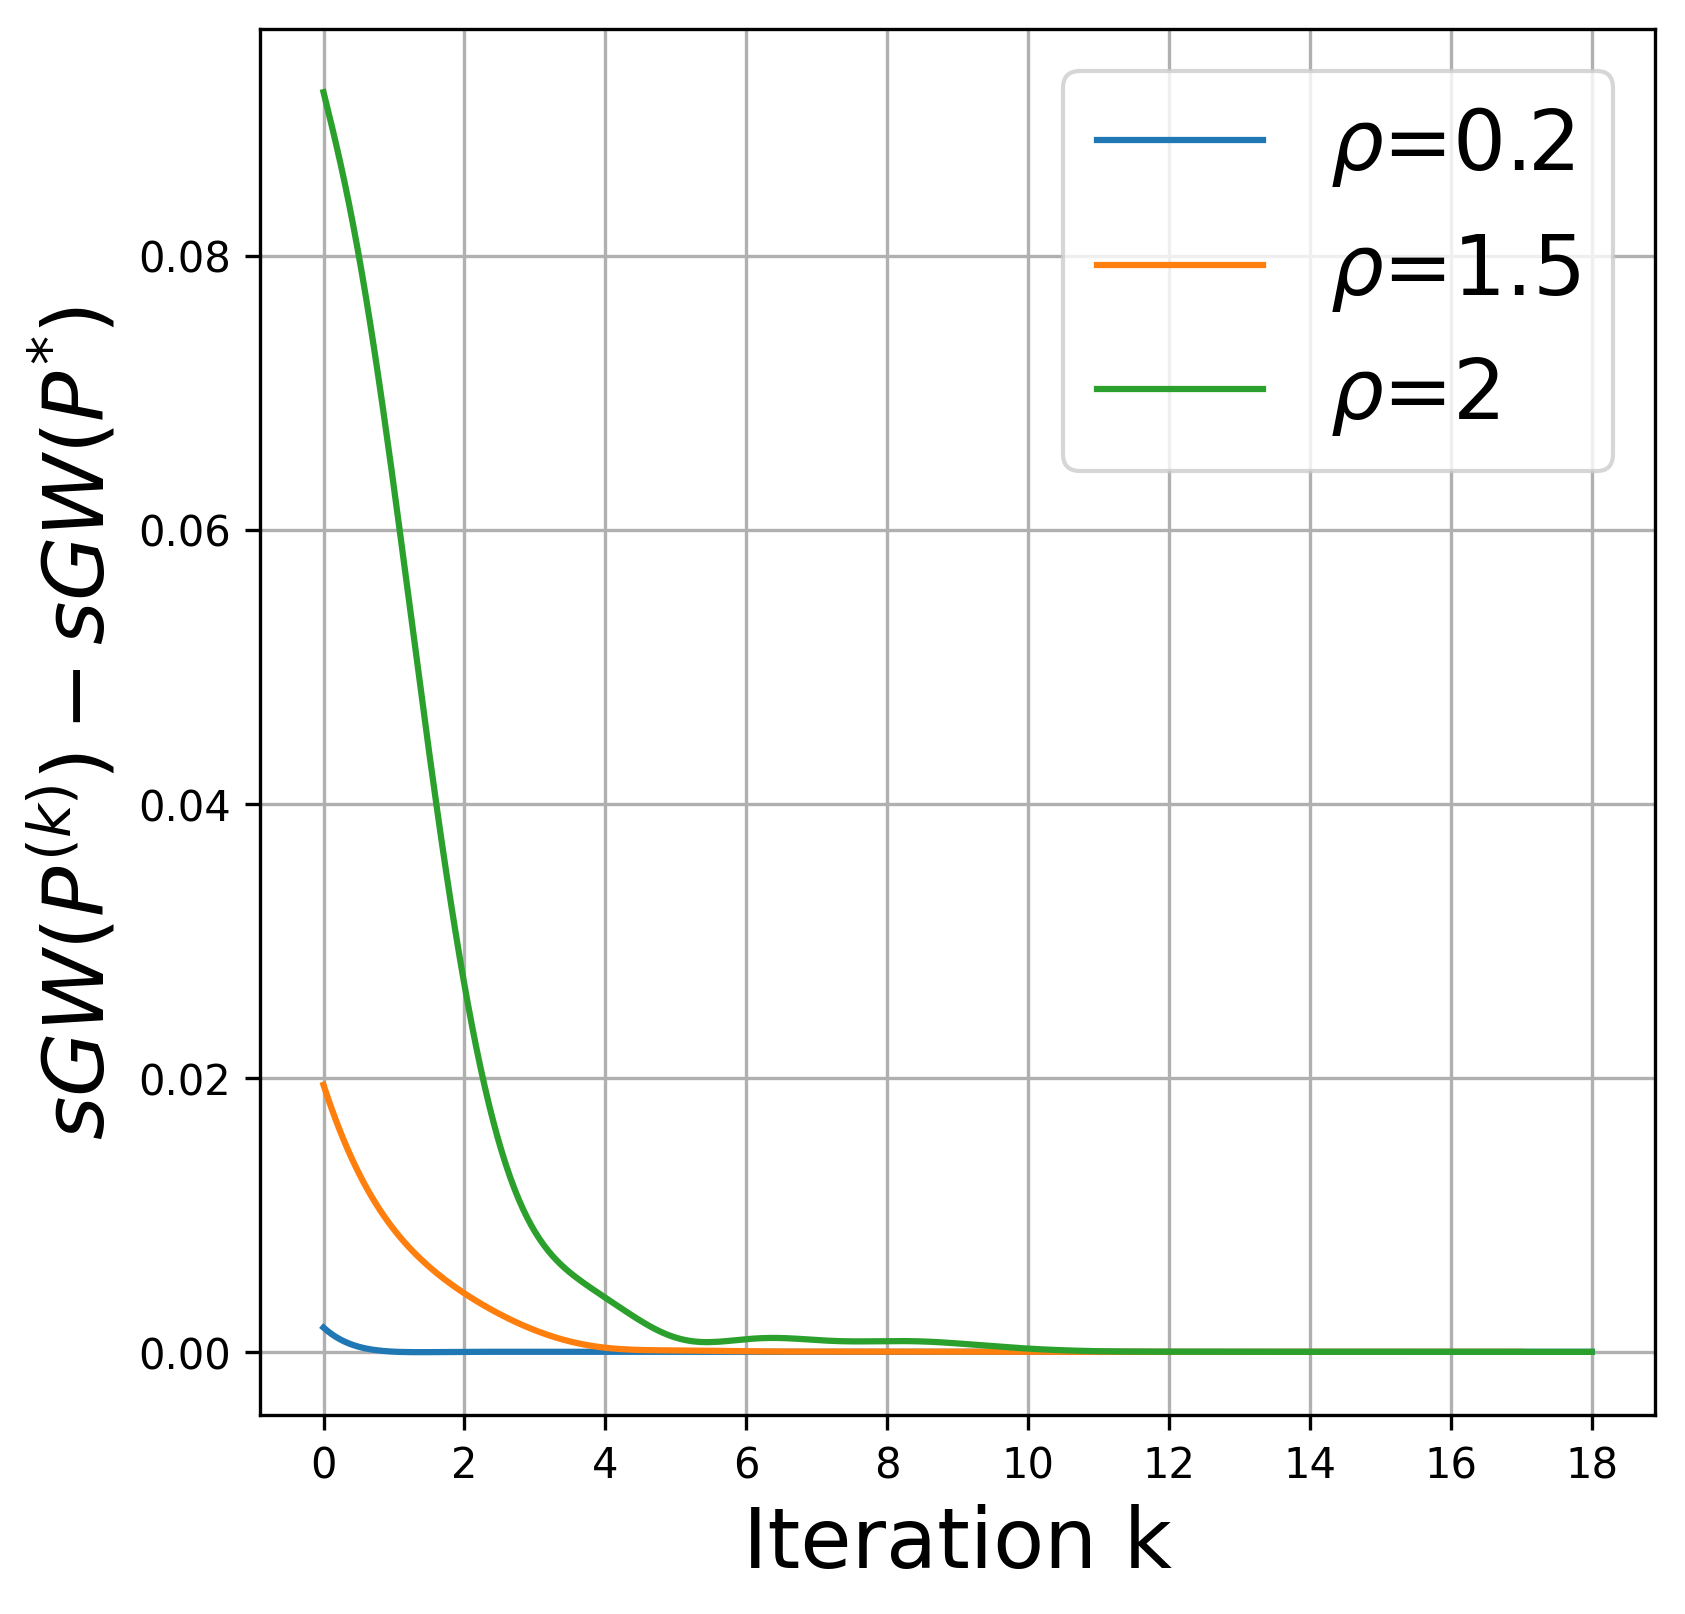 sGW(P^{(k)}) − sGW(P^*)
0.08
0.06
0.04
0.02
0.00
ρ=0.2
ρ=1.5
ρ=2
0 2 4 6 8 10 12 14 16 18
Iteration k